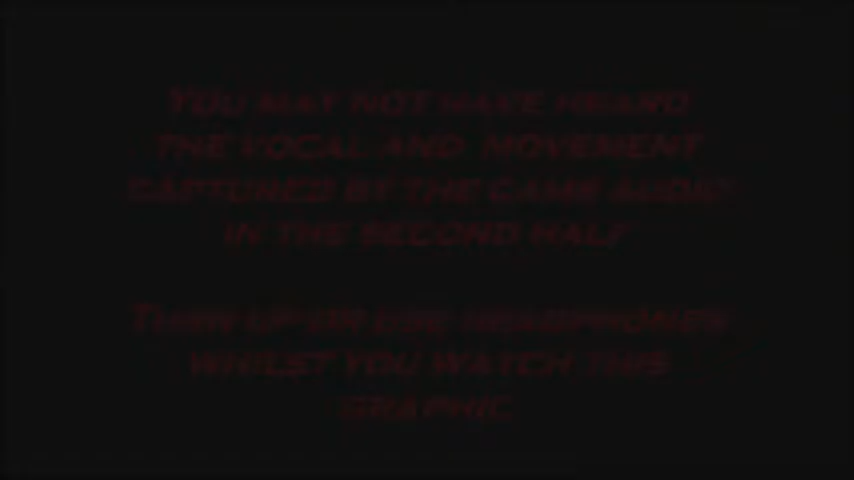 YOU MAY NOT HAVE HEARD
THE VOCAL AND MOVEMENT
CAPTURED BY THE GAME AUDIO
IN THE SECOND HALF
TURN UP OR USE HEADPHONES
WHILST YOU WATCH THIS
GRAPHIC